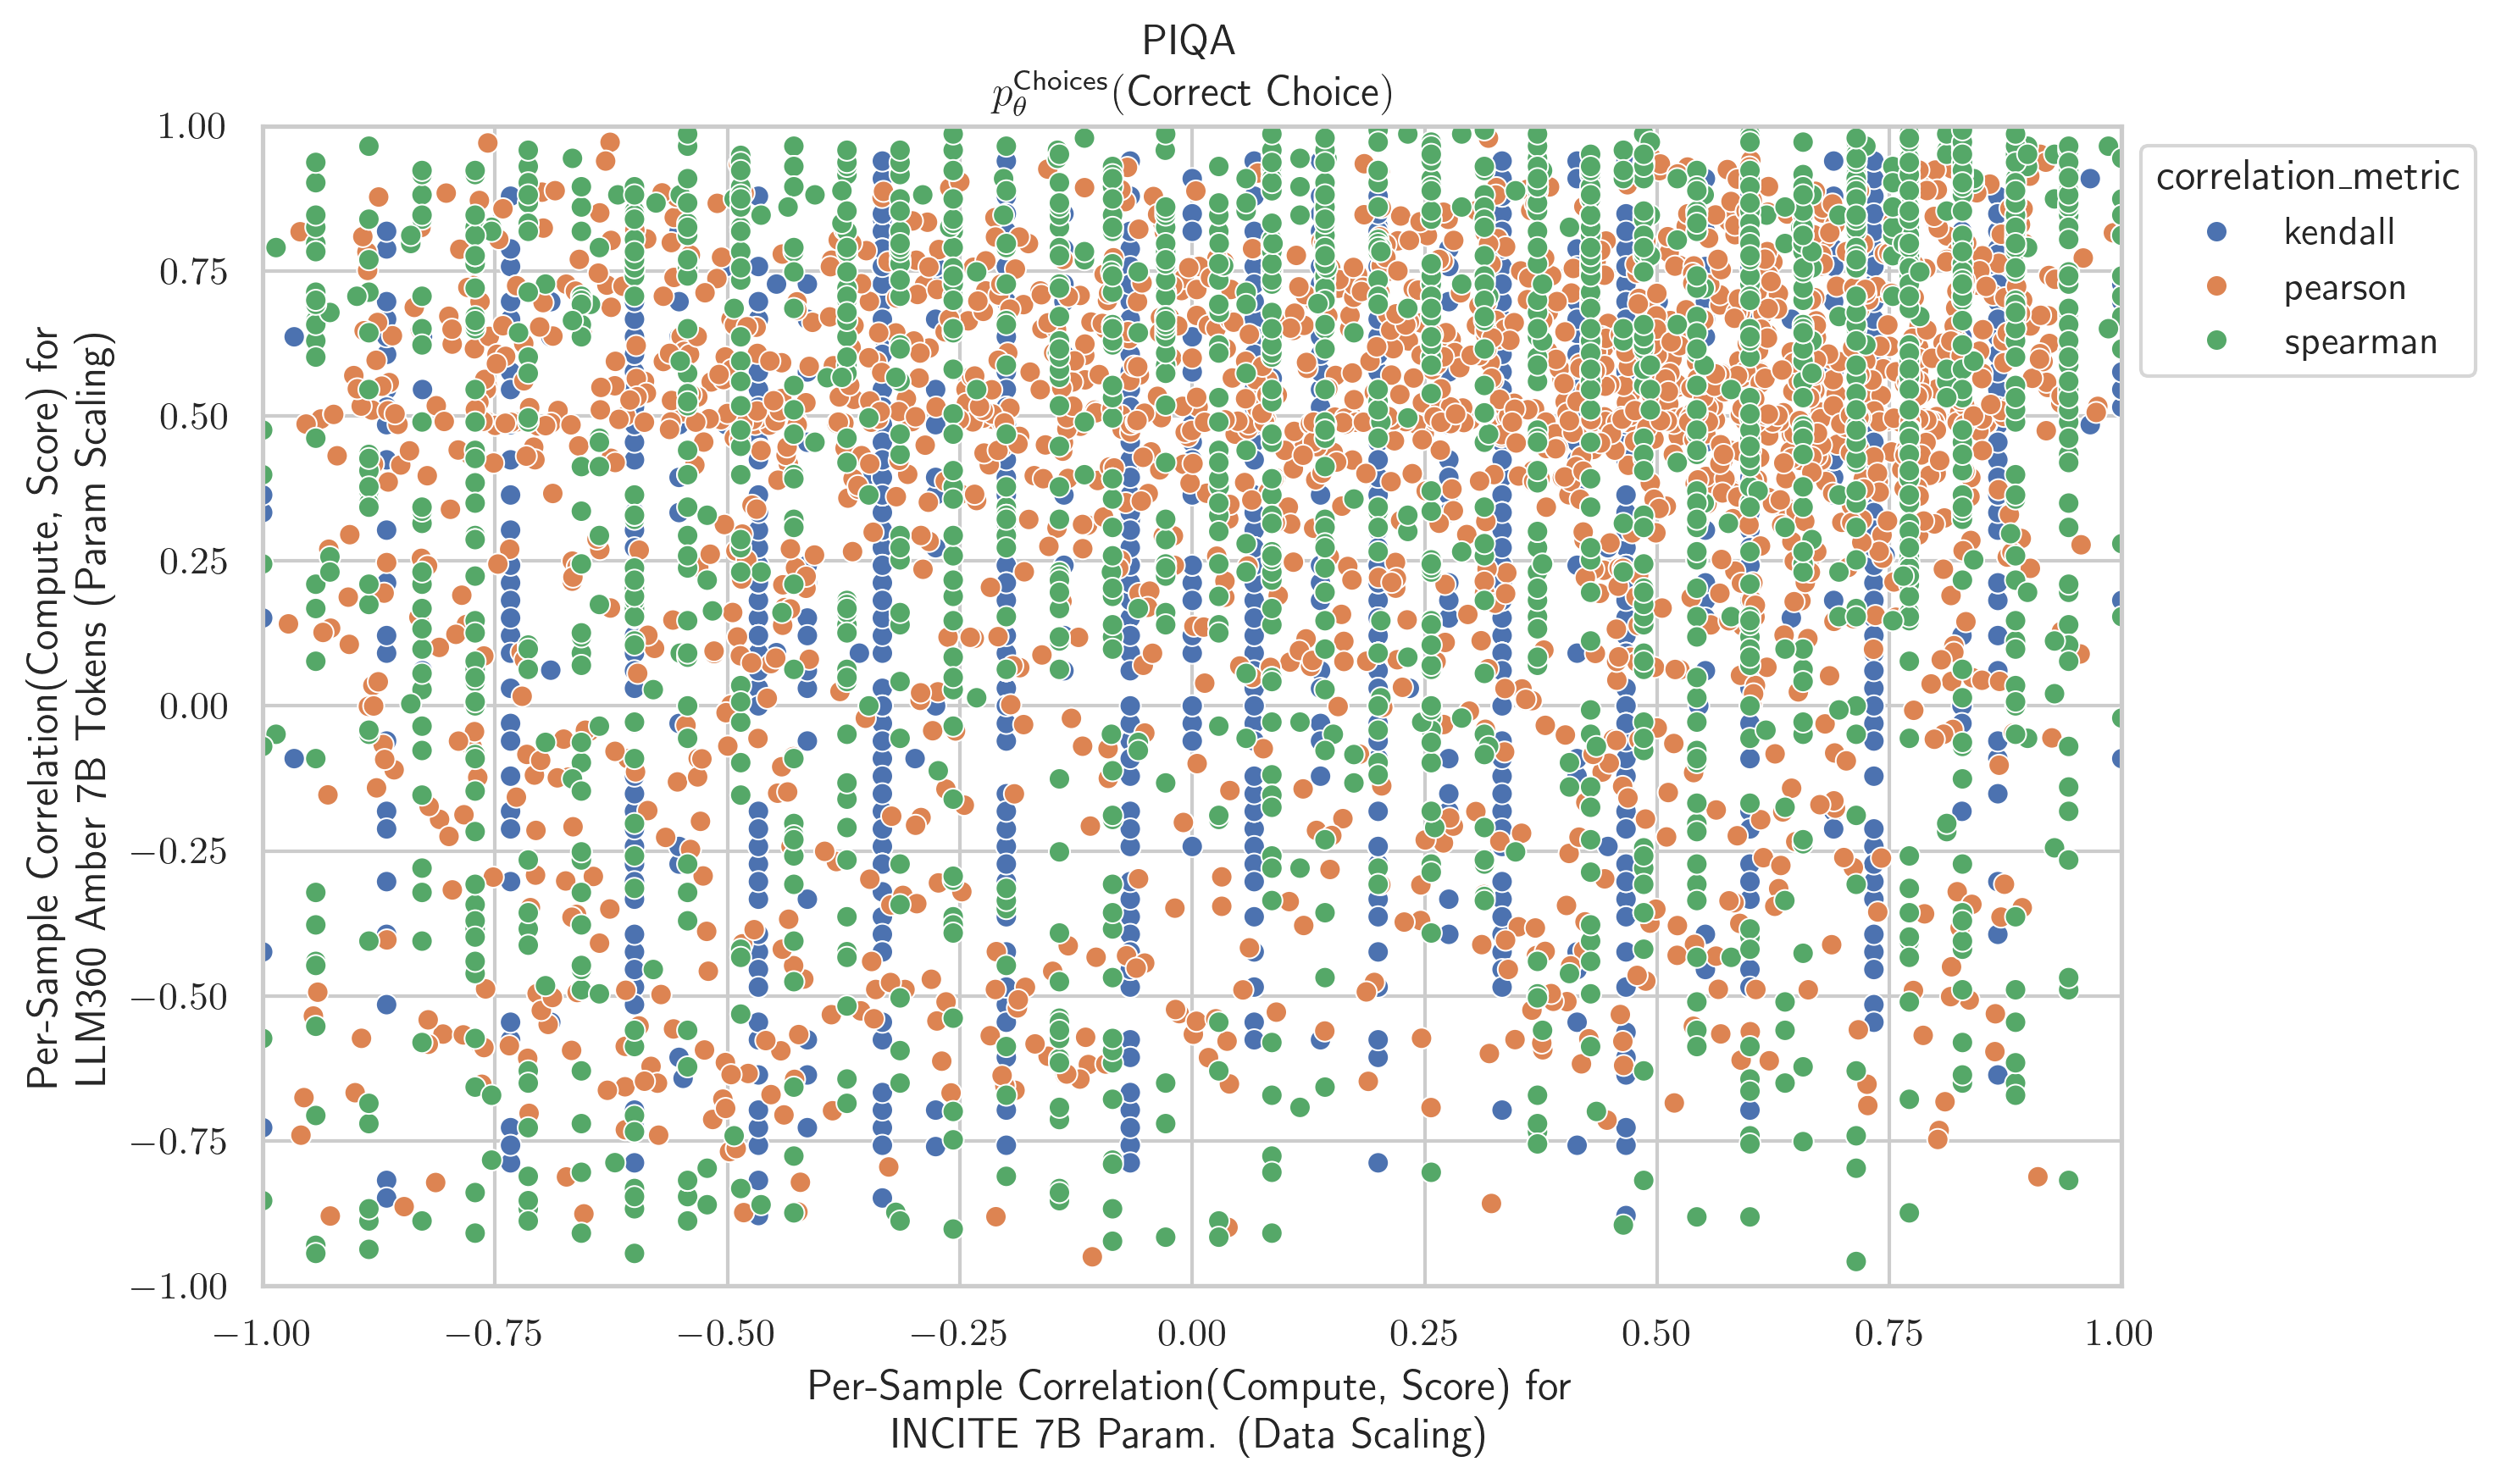 PIQA
p_θ^Choices(Correct Choice)
1.00
0.75
0.50
0.25
0.00
−0.25
−0.50
−0.75
−1.00
Per-Sample Correlation(Compute, Score) for
LLM360 Amber 7B Tokens (Param Scaling)
correlation_metric
kendall
pearson
spearman
−1.00 −0.75 −0.50 −0.25 0.00 0.25 0.50 0.75 1.00
Per-Sample Correlation(Compute, Score) for
INCITE 7B Param. (Data Scaling)